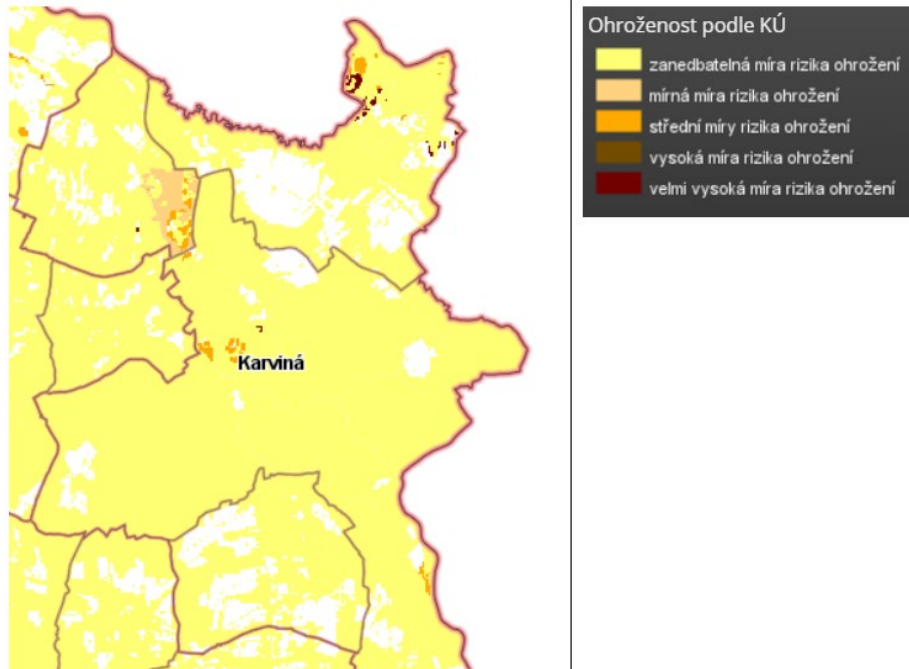 Ohroženost podle KÚ
zanedbatelná míra rizika ohrožení
mírná míra rizika ohrožení
střední míry rizika ohrožení
vysoká míra rizika ohrožení
velmi vysoká míra rizika ohrožení
Karviná